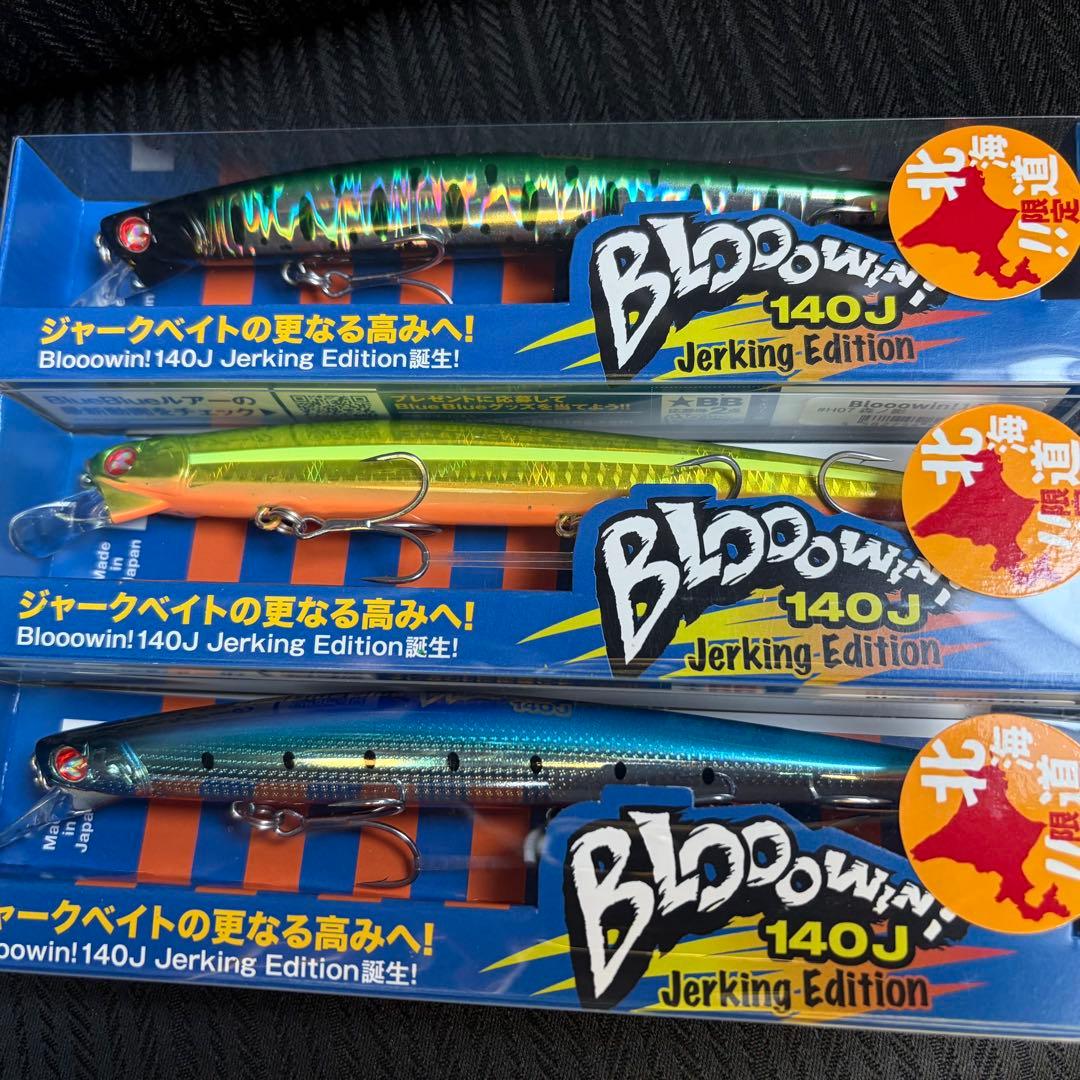 北海道
限定
BLOOOWIN!
140J
Jerking Edition
ジャークベイトの更なる高みへ!
Blooowin! 140J Jerking Edition誕生!
BlueBlueルアーの
チェック
プレゼントに応募して
BlueBlueグッズを当てよう!!
★BB
Blooowin!
#H07
北海道
限
BLOOOWIN!
140J
Jerking Edition
Made
in
Japan
ジャークベイトの更なる高みへ!
Blooowin! 140J Jerking Edition誕生!
北海道
限
BLOOOWIN!
140J
Jerking Edition
Made
in
Japa
ャークベイトの更なる高みへ!
oowin! 140J Jerking Edition誕生!